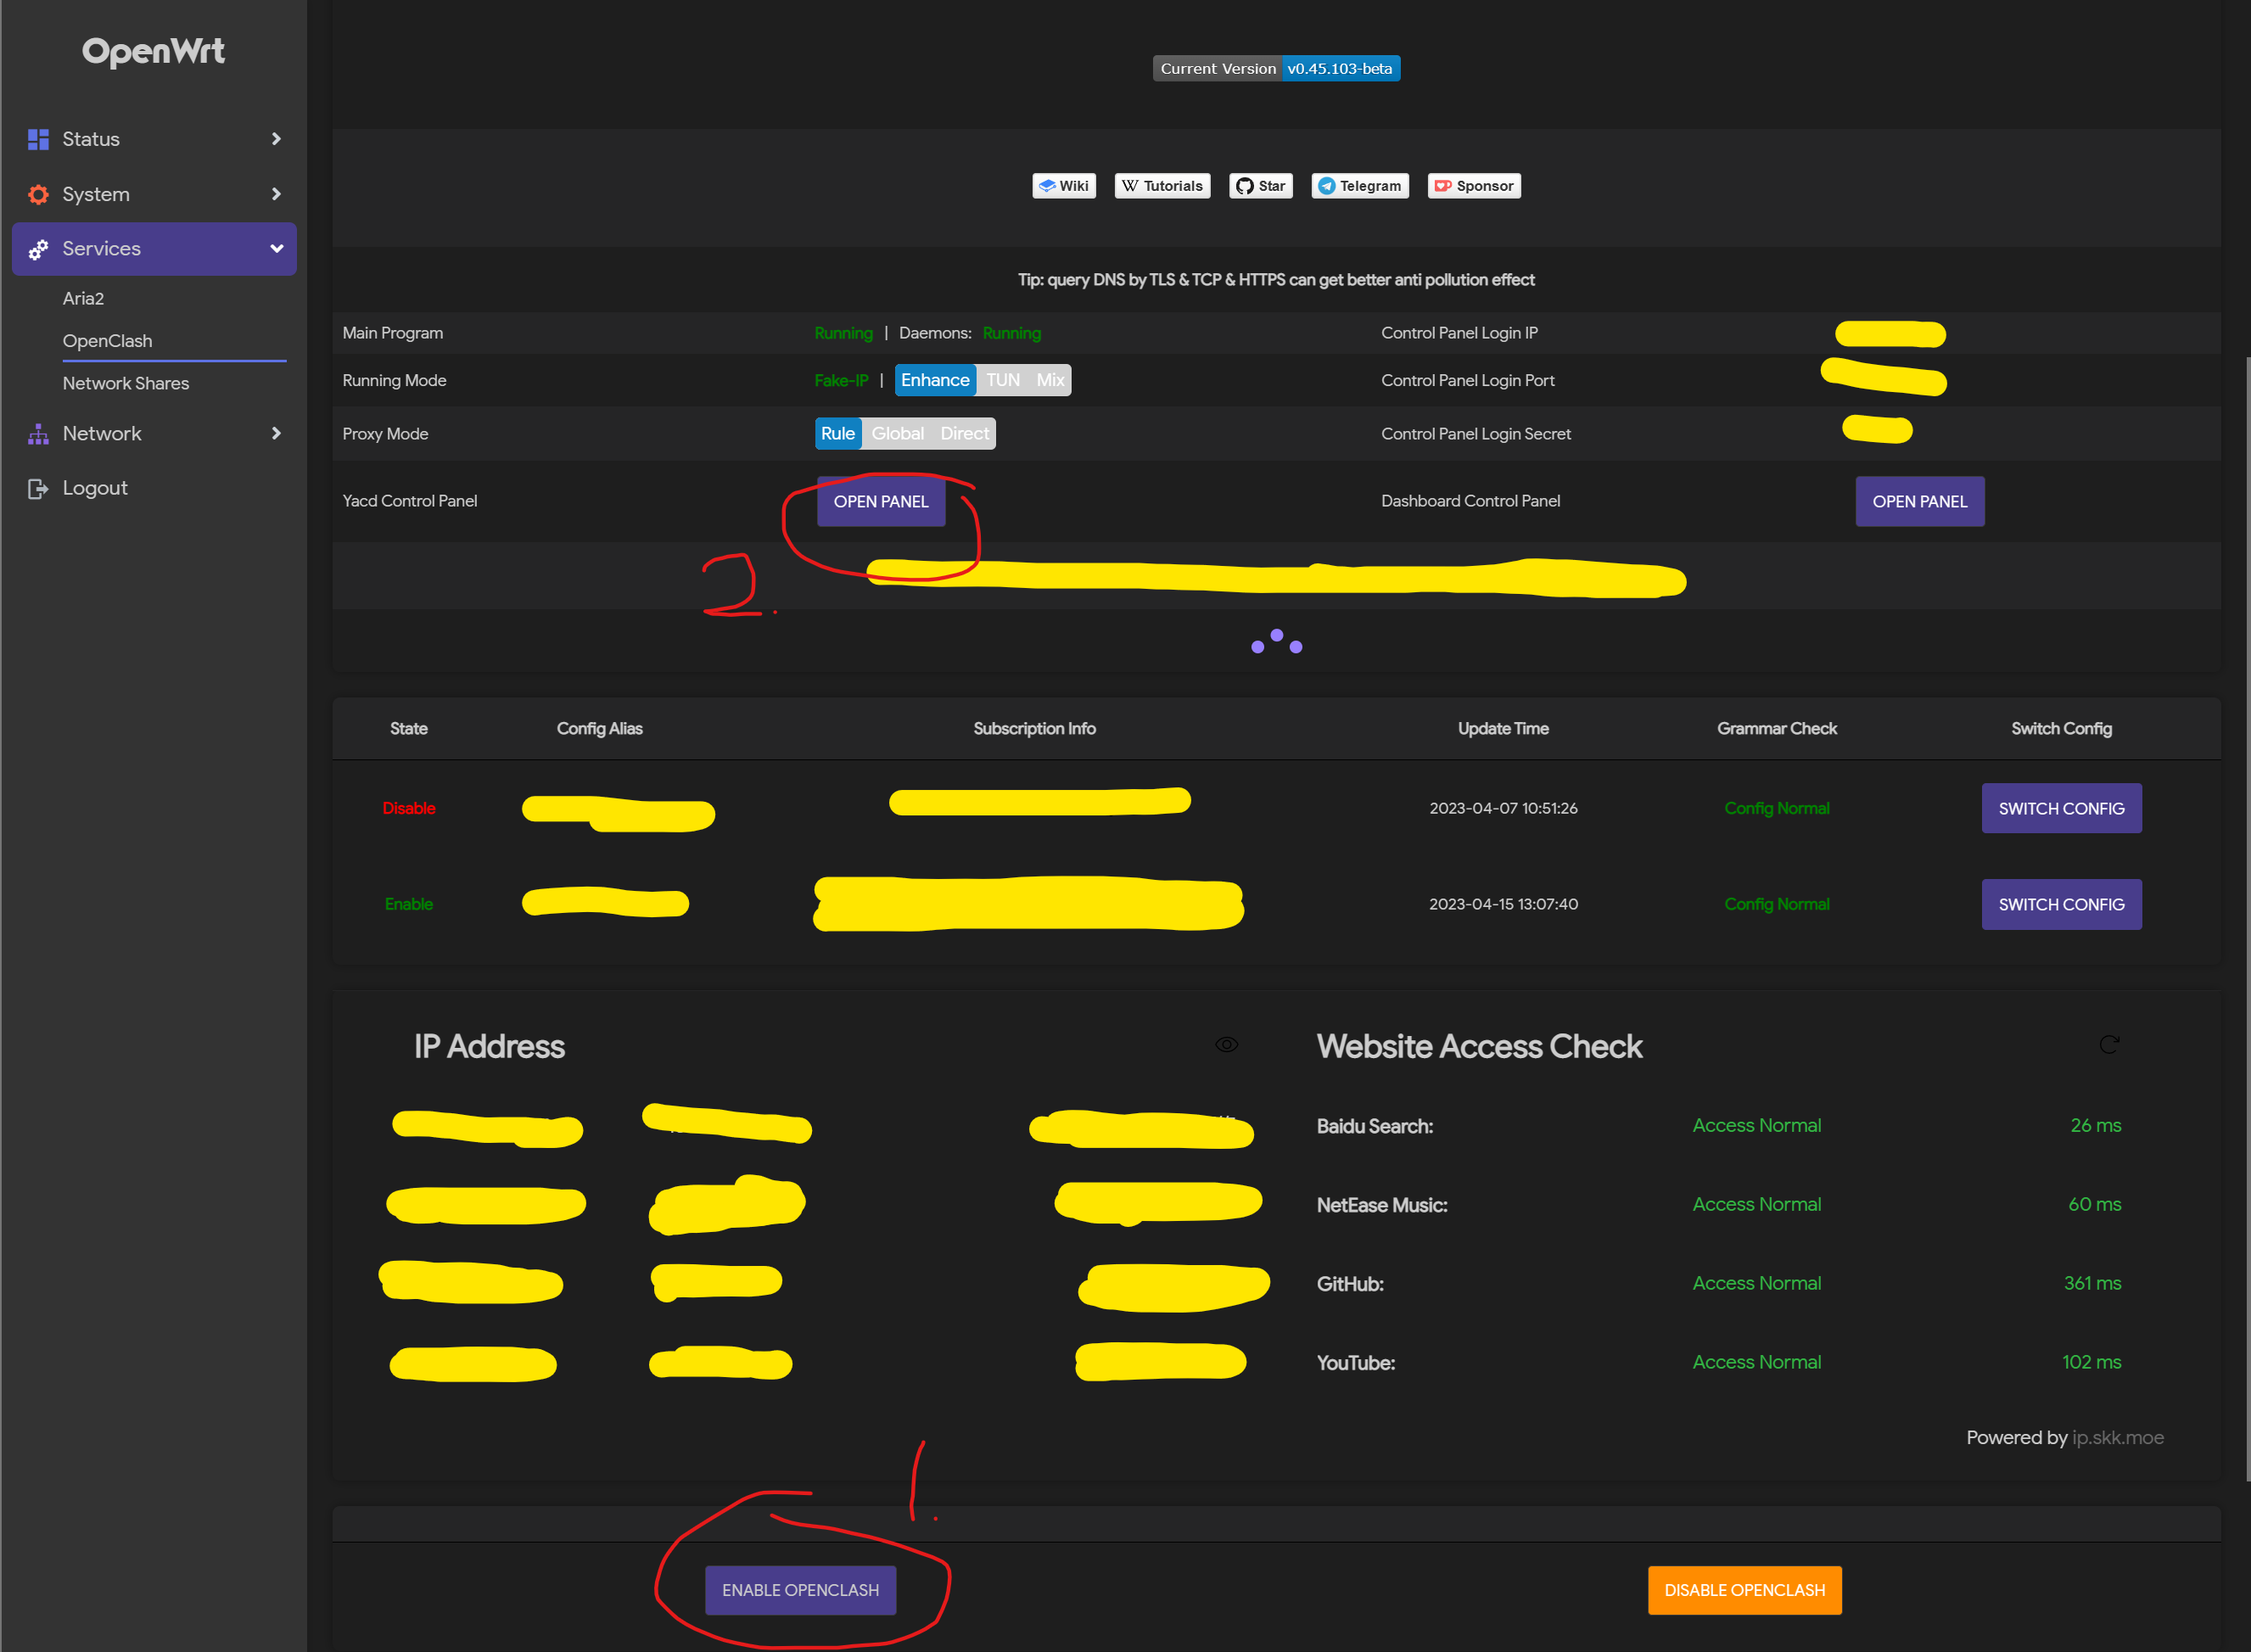 OpenWrt
Status
System
Services
Aria2
OpenClash
Network Shares
Network
Logout
Current Version v0.45.103-beta
Wiki Tutorials Star Telegram Sponsor
Tip: query DNS by TLS & TCP & HTTPS can get better anti pollution effect
Main Program Running | Daemons: Running Control Panel Login IP
Running Mode Fake-IP | Enhance TUN Mix Control Panel Login Port
Proxy Mode Rule Global Direct Control Panel Login Secret
Yacd Control Panel OPEN PANEL Dashboard Control Panel OPEN PANEL
2.
State Config Alias Subscription Info Update Time Grammar Check Switch Config
Disable 2023-04-07 10:51:26 Config Normal SWITCH CONFIG
Enable 2023-04-15 13:07:40 Config Normal SWITCH CONFIG
IP Address
Website Access Check
Baidu Search: Access Normal 26 ms
NetEase Music: Access Normal 60 ms
GitHub: Access Normal 361 ms
YouTube: Access Normal 102 ms
Powered by ip.skk.moe
1.
ENABLE OPENCLASH DISABLE OPENCLASH